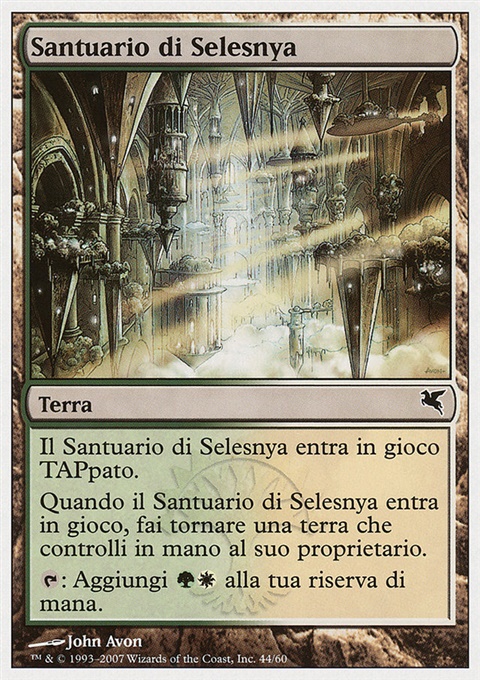 Santuario di Selesnya
Terra
Il Santuario di Selesnya entra in gioco
TAPpato.
Quando il Santuario di Selesnya entra
in gioco, fai tornare una terra che
controlli in mano al suo proprietario.
: Aggiungi alla tua riserva di
mana.
John Avon
™ & © 1993–2007 Wizards of the Coast, Inc. 44/60